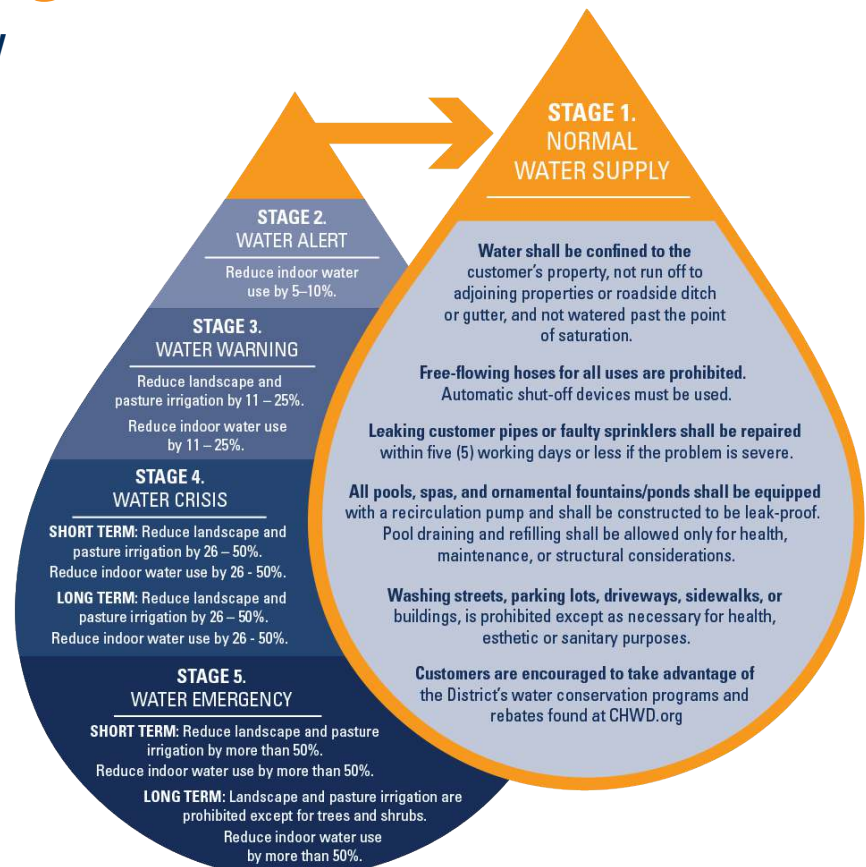 STAGE 1.
NORMAL
WATER SUPPLY
Water shall be confined to the
customer's property, not run off to
adjoining properties or roadside ditch
or gutter, and not watered past the point
of saturation.
Free-flowing hoses for all uses are prohibited.
Automatic shut-off devices must be used.
Leaking customer pipes or faulty sprinklers shall be repaired
within five (5) working days or less if the problem is severe.
All pools, spas, and ornamental fountains/ponds shall be equipped
with a recirculation pump and shall be constructed to be leak-proof.
Pool draining and refilling shall be allowed only for health,
maintenance, or structural considerations.
Washing streets, parking lots, driveways, sidewalks, or
buildings, is prohibited except as necessary for health,
esthetic or sanitary purposes.
Customers are encouraged to take advantage of
the District's water conservation programs and
rebates found at CHWD.org
STAGE 2.
WATER ALERT
Reduce indoor water
use by 5–10%.
STAGE 3.
WATER WARNING
Reduce landscape and
pasture irrigation by 11 – 25%.
Reduce indoor water use
by 11 – 25%.
STAGE 4.
WATER CRISIS
SHORT TERM: Reduce landscape and
pasture irrigation by 26 – 50%.
Reduce indoor water use by 26 - 50%.
LONG TERM: Reduce landscape and
pasture irrigation by 26 – 50%.
Reduce indoor water use by 26 - 50%.
STAGE 5.
WATER EMERGENCY
SHORT TERM: Reduce landscape and pasture
irrigation by more than 50%.
Reduce indoor water use by more than 50%.
LONG TERM: Landscape and pasture irrigation are
prohibited except for trees and shrubs.
Reduce indoor water use
by more than 50%.